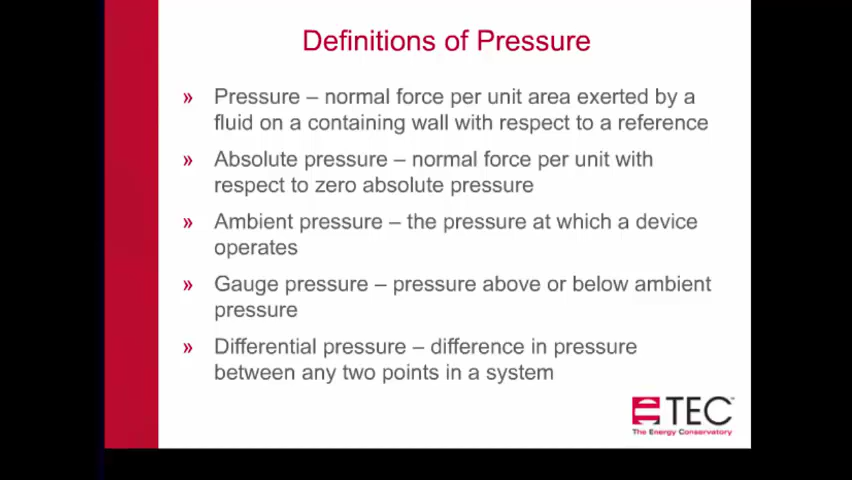 Definitions of Pressure
» Pressure – normal force per unit area exerted by a
fluid on a containing wall with respect to a reference
» Absolute pressure – normal force per unit with
respect to zero absolute pressure
» Ambient pressure – the pressure at which a device
operates
» Gauge pressure – pressure above or below ambient
pressure
» Differential pressure – difference in pressure
between any two points in a system
TEC™
The Energy Conservatory